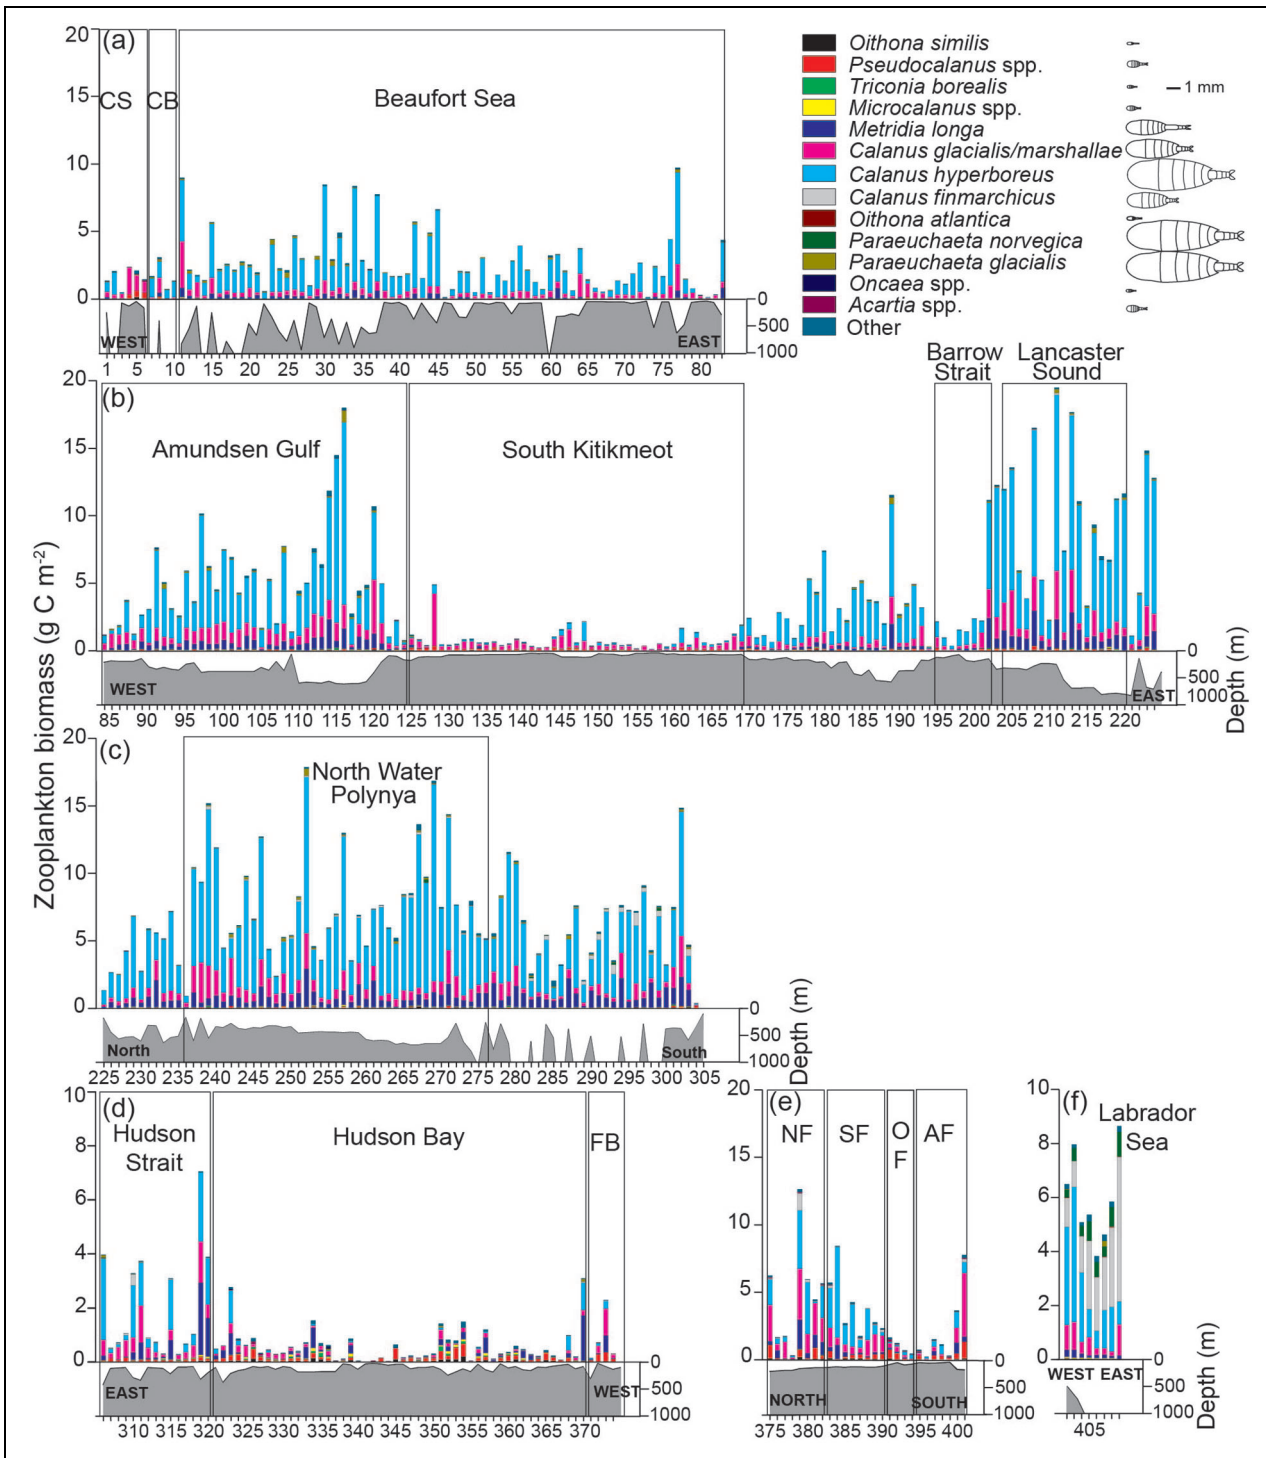 Zooplankton biomass (g C m-2)
(a)
CS
CB
Beaufort Sea
20
15
10
5
0
0
-500
-1000
WEST
EAST
1 5 10 15 20 25 30 35 40 45 50 55 60 65 70 75 80
Oithona similis
Pseudocalanus spp.
Triconia borealis
Microcalanus spp.
Metridia longa
Calanus glacialis/marshallae
Calanus hyperboreus
Calanus finmarchicus
Oithona atlantica
Paraeuchaeta norvegica
Paraeuchaeta glacialis
Oncaea spp.
Acartia spp.
Other
1 mm
(b)
Amundsen Gulf
South Kitikmeot
Barrow
Strait
Lancaster
Sound
20
15
10
5
0
0
500
1000
Depth (m)
WEST
EAST
85 90 95 100 105 110 115 120 125 130 135 140 145 150 155 160 165 170 175 180 185 190 195 200 205 210 215 220
(c)
North Water
Polynya
20
15
10
5
0
0
500
1000
Depth (m)
North
South
225 230 235 240 245 250 255 260 265 270 275 280 285 290 295 300 305
(d)
Hudson
Strait
Hudson Bay
FB
10
8
6
4
2
0
0
500
1000
EAST
WEST
310 315 320 325 330 335 340 345 350 355 360 365 370
(e)
NF
SF
O
F
AF
20
15
10
5
0
0
-500
-1000
NORTH
SOUTH
375 385 390 395 400
(f)
Labrador
Sea
10
8
6
4
2
0
0
500
1000
Depth (m)
WEST EAST
405